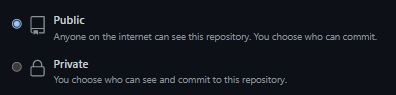 Public
Anyone on the internet can see this repository. You choose who can commit.
Private
You choose who can see and commit to this repository.